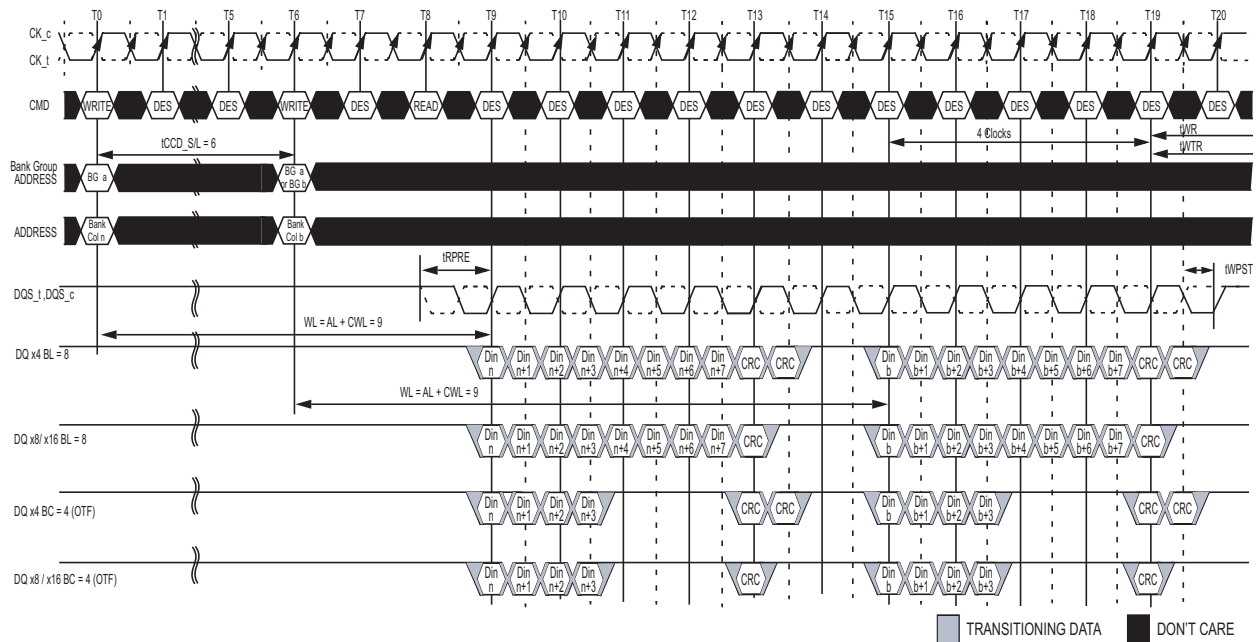 T0 T1 T5 T6 T7 T8 T9 T10 T11 T12 T13 T14 T15 T16 T17 T18 T19 T20
CK_c
CK_t
CMD WRITE DES DES WRITE DES READ DES DES DES DES DES DES DES DES DES DES DES DES
tCCD_S/L = 6
4 Clocks
tWR
tWTR
Bank Group
ADDRESS
BG a
BG a
or BG b
ADDRESS
Bank
Col n
Bank
Col b
tRPRE
tWPST
DQS_t ,DQS_c
WL = AL + CWL = 9
DQ x4 BL = 8
Din Din Din Din Din Din Din Din CRC CRC Din Din Din Din Din Din Din Din CRC CRC
n n+1 n+2 n+3 n+4 n+5 n+6 n+7 b b+1 b+2 b+3 b+4 b+5 b+6 b+7
WL = AL + CWL = 9
DQ x8/ x16 BL = 8
Din Din Din Din Din Din Din Din CRC Din Din Din Din Din Din Din Din CRC
n n+1 n+2 n+3 n+4 n+5 n+6 n+7 b b+1 b+2 b+3 b+4 b+5 b+6 b+7
DQ x4 BC = 4 (OTF)
Din Din Din Din CRC CRC Din Din Din Din CRC CRC
n n+1 n+2 n+3 b b+1 b+2 b+3
DQ x8 / x16 BC = 4 (OTF)
Din Din Din Din CRC Din Din Din Din CRC
n n+1 n+2 n+3 b b+1 b+2 b+3
TRANSITIONING DATA DON'T CARE